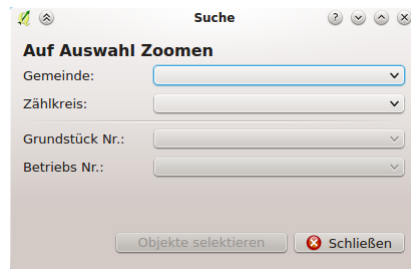 Suche
Auf Auswahl Zoomen
Gemeinde:
Zählkreis:
Grundstück Nr.:
Betriebs Nr.:
Objekte selektieren
Schließen